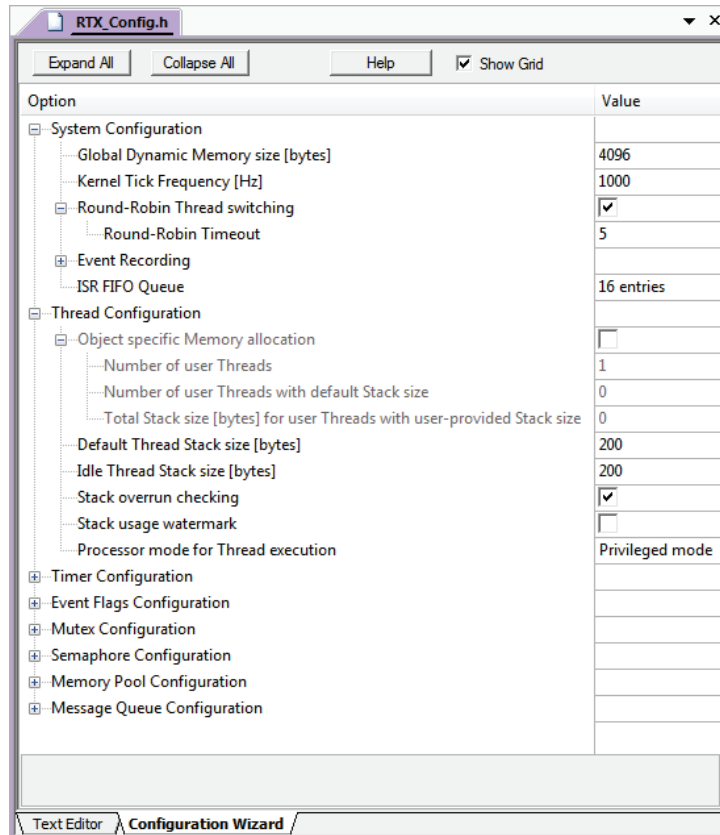 RTX_Config.h
Expand All Collapse All Help Show Grid
Option Value
System Configuration
Global Dynamic Memory size [bytes] 4096
Kernel Tick Frequency [Hz] 1000
Round-Robin Thread switching
Round-Robin Timeout 5
Event Recording
ISR FIFO Queue 16 entries
Thread Configuration
Object specific Memory allocation
Number of user Threads 1
Number of user Threads with default Stack size 0
Total Stack size [bytes] for user Threads with user-provided Stack size 0
Default Thread Stack size [bytes] 200
Idle Thread Stack size [bytes] 200
Stack overrun checking
Stack usage watermark
Processor mode for Thread execution Privileged mode
Timer Configuration
Event Flags Configuration
Mutex Configuration
Semaphore Configuration
Memory Pool Configuration
Message Queue Configuration
Text Editor Configuration Wizard